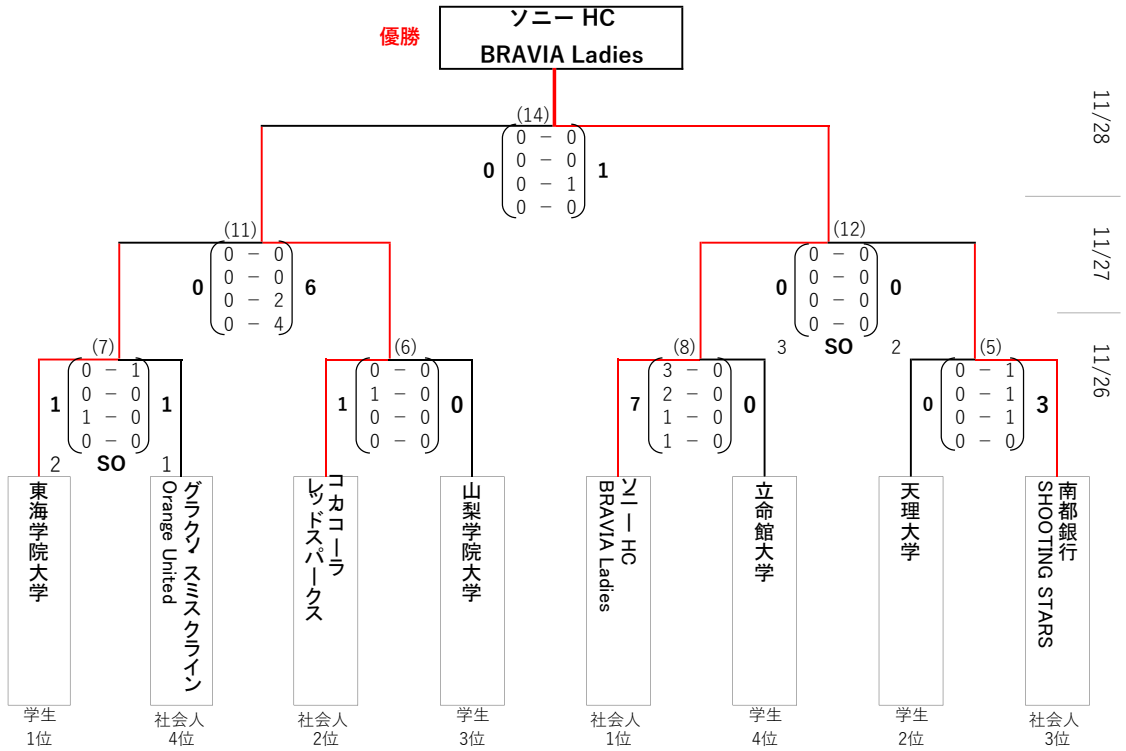 ソニー HC
優勝
BRAVIA Ladies
11/28
(14)
0 － 0
0 － 0
0 － 1
0 － 0
0
1
11/27
(11)
0 － 0
0 － 0
0 － 2
0 － 4
0
6
(12)
0 － 0
0 － 0
0 － 0
0 － 0
0
0
3 SO 2
11/26
(7)
0 － 1
0 － 0
1 － 0
0 － 0
1
1
2 SO 1
(6)
0 － 0
1 － 0
0 － 0
0 － 0
1
0
(8)
3 － 0
2 － 0
1 － 0
1 － 0
7
0
(5)
0 － 1
0 － 1
0 － 1
0 － 0
0
3
東海学院大学
グラクソ・スミスクライン
Orange United
コカコーラ
レッドスパークス
山梨学院大学
ソニー HC
BRAVIA Ladies
立命館大学
天理大学
南都銀行
SHOOTING STARS
学生
1位
社会人
4位
社会人
2位
学生
3位
社会人
1位
学生
4位
学生
2位
社会人
3位